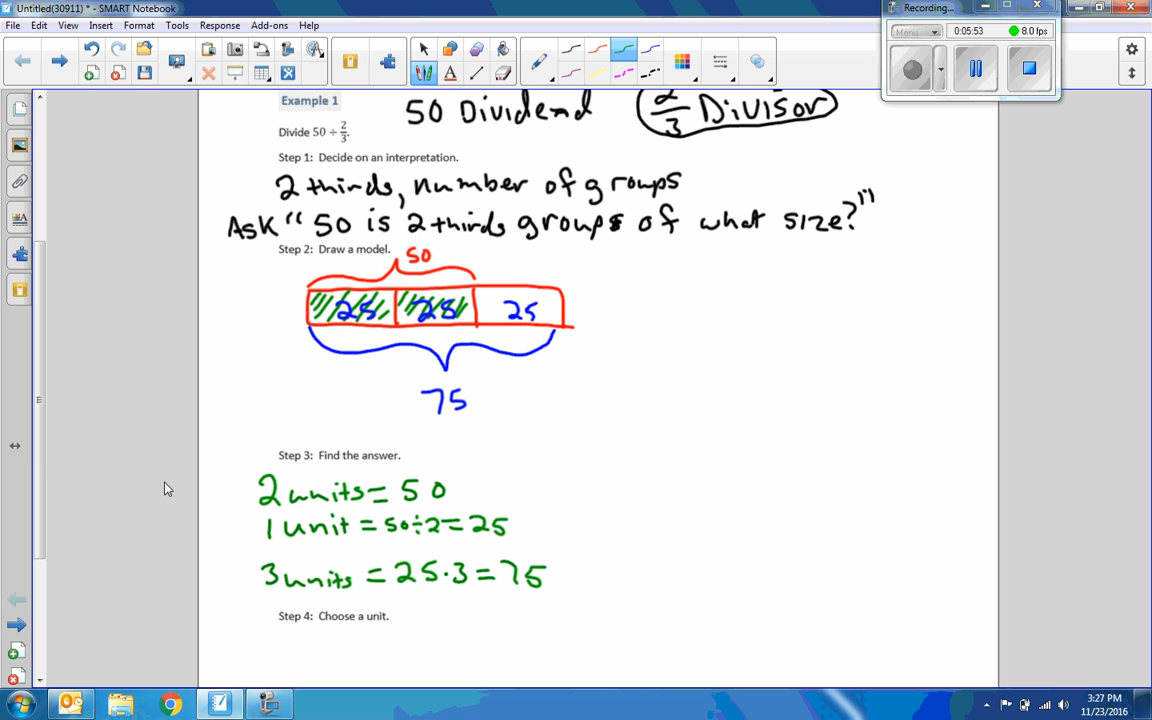 Untitled(30911) * - SMART Notebook
File Edit View Insert Format Tools Response Add-ons Help
Recording...
Menu 0:05:53 8.0 fps
Example 1
50 Dividend 2/3 Divisor
Divide 50 ÷ 2/3.
Step 1: Decide on an interpretation.
2 thirds, number of groups
Ask "50 is 2 thirds groups of what size?"
Step 2: Draw a model.
50
25 25 25
75
Step 3: Find the answer.
2 units = 50
1 unit = 50÷2 = 25
3 units = 25·3 = 75
Step 4: Choose a unit.
3:27 PM
11/23/2016